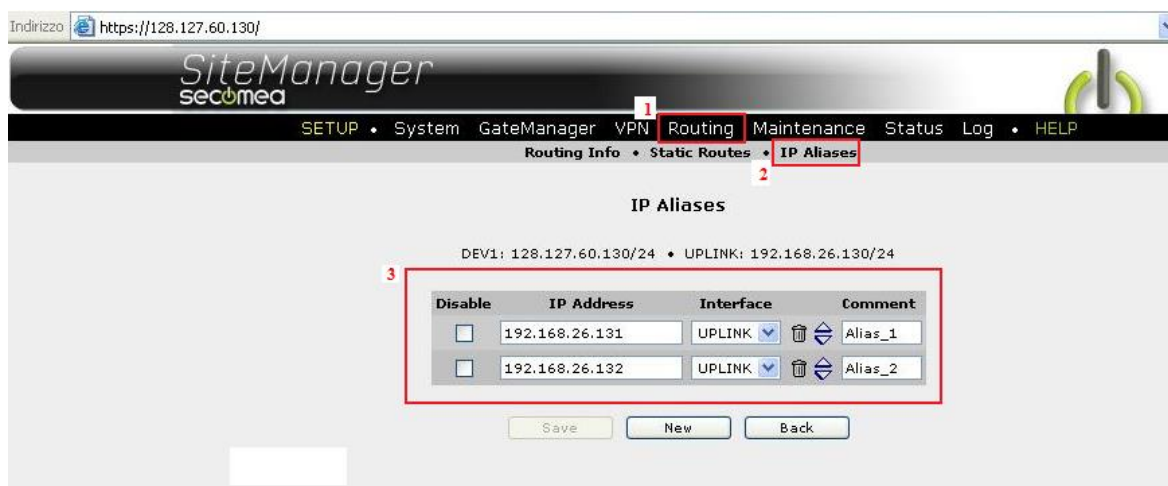 Indirizzo https://128.127.60.130/
SiteManager
secomea
1
SETUP • System GateManager VPN Routing Maintenance Status Log • HELP
Routing Info • Static Routes • IP Aliases
2
IP Aliases
DEV1: 128.127.60.130/24 • UPLINK: 192.168.26.130/24
3
Disable IP Address Interface Comment
192.168.26.131 UPLINK Alias_1
192.168.26.132 UPLINK Alias_2
Save New Back